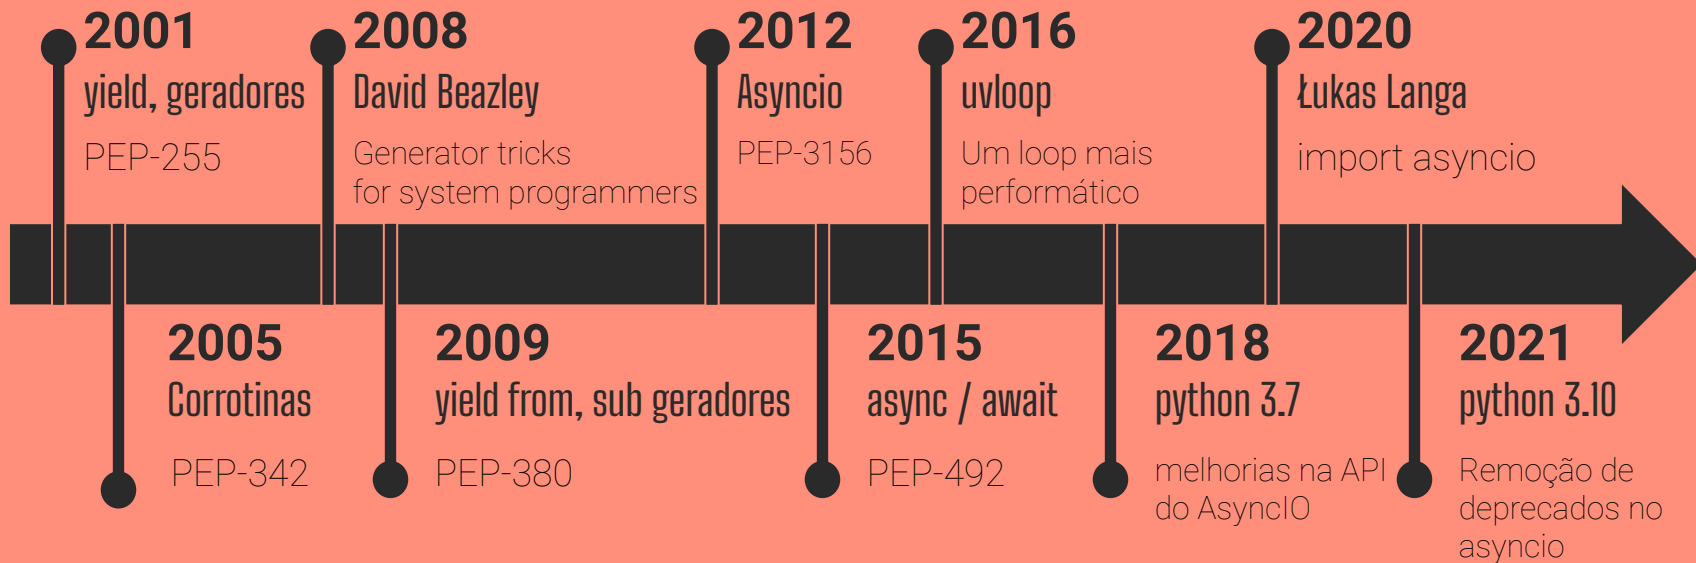 2001
yield, geradores
PEP-255
2005
Corrotinas
PEP-342
2008
David Beazley
Generator tricks
for system programmers
2009
yield from, sub geradores
PEP-380
2012
Asyncio
PEP-3156
2015
async / await
PEP-492
2016
uvloop
Um loop mais
performático
2018
python 3.7
melhorias na API
do AsyncIO
2020
Łukas Langa
import asyncio
2021
python 3.10
Remoção de
deprecados no
asyncio